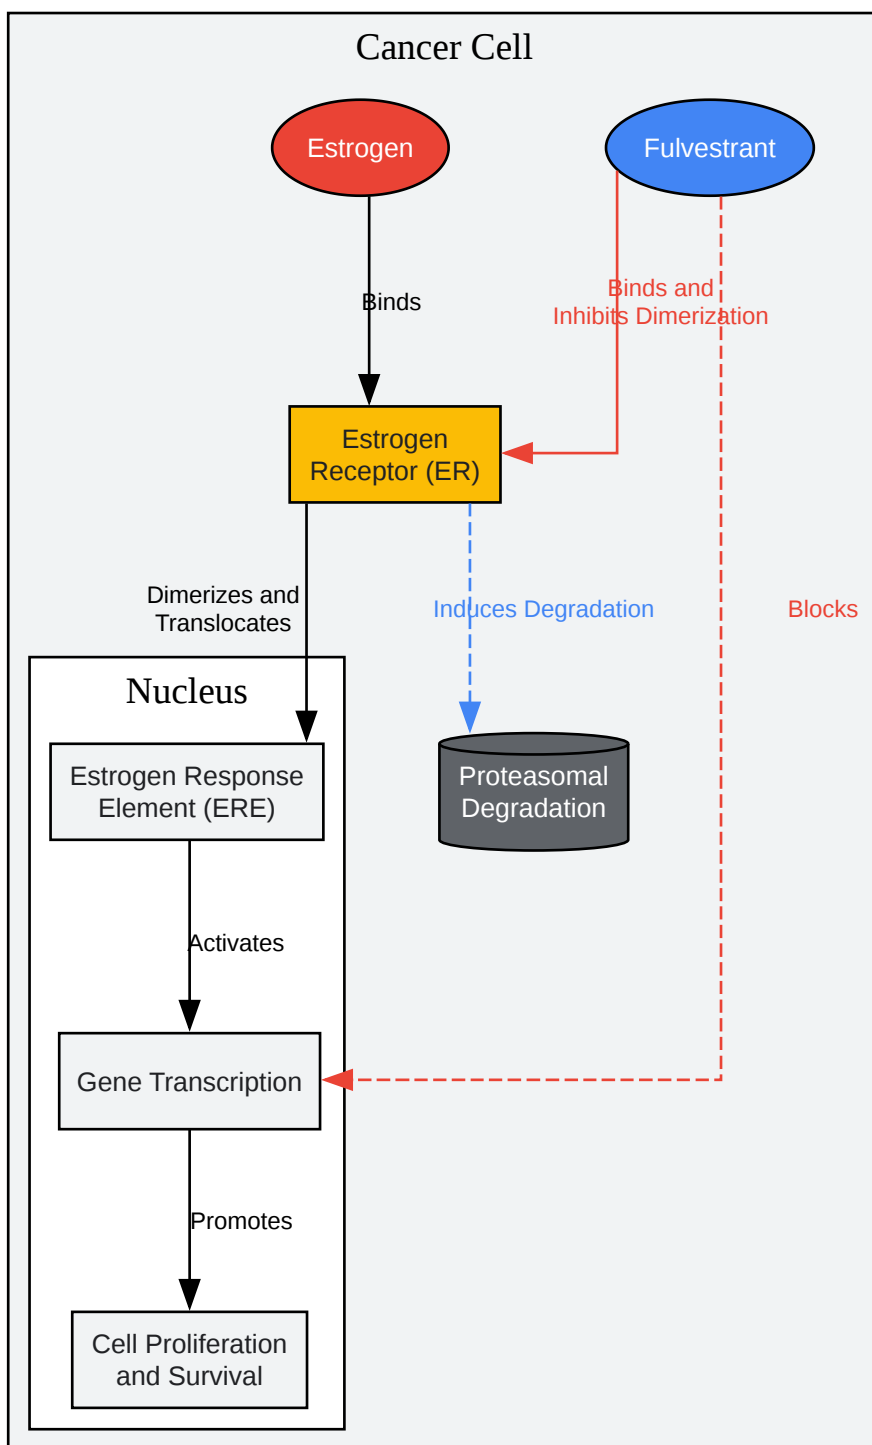 Cancer Cell
Estrogen
Fulvestrant
Binds
Binds and
Inhibits Dimerization
Estrogen
Receptor (ER)
Dimerizes and
Translocates
Induces Degradation
Blocks
Nucleus
Estrogen Response
Element (ERE)
Proteasomal
Degradation
Activates
Gene Transcription
Promotes
Cell Proliferation
and Survival